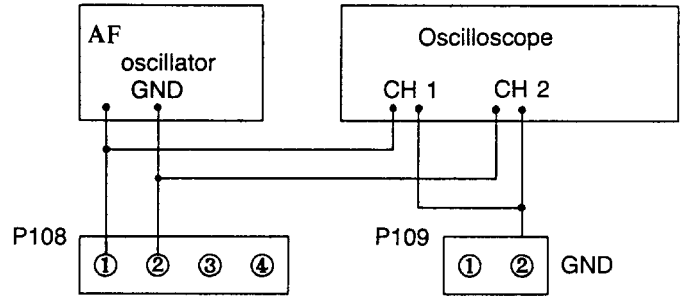 AF
oscillator
GND
Oscilloscope
CH 1 CH 2
P108
① ② ③ ④
P109
① ② GND